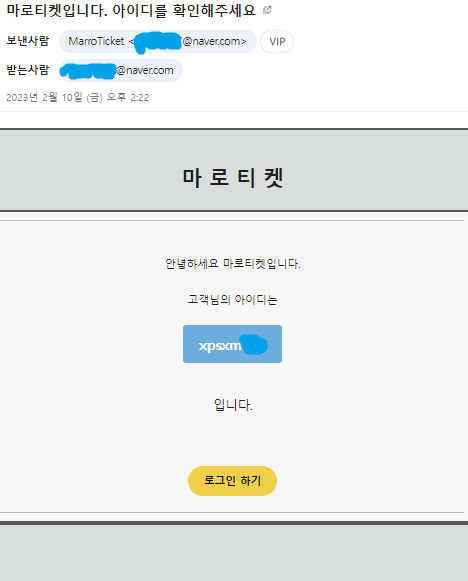 마로티켓입니다. 아이디를 확인해주세요
보낸사람 MarroTicket < @naver.com> VIP
받는사람 @naver.com
2023년 2월 10일 (금) 오후 2:22
마 로 티 켓
안녕하세요 마로티켓입니다.
고객님의 아이디는
xpsxm
입니다.
로그인 하기